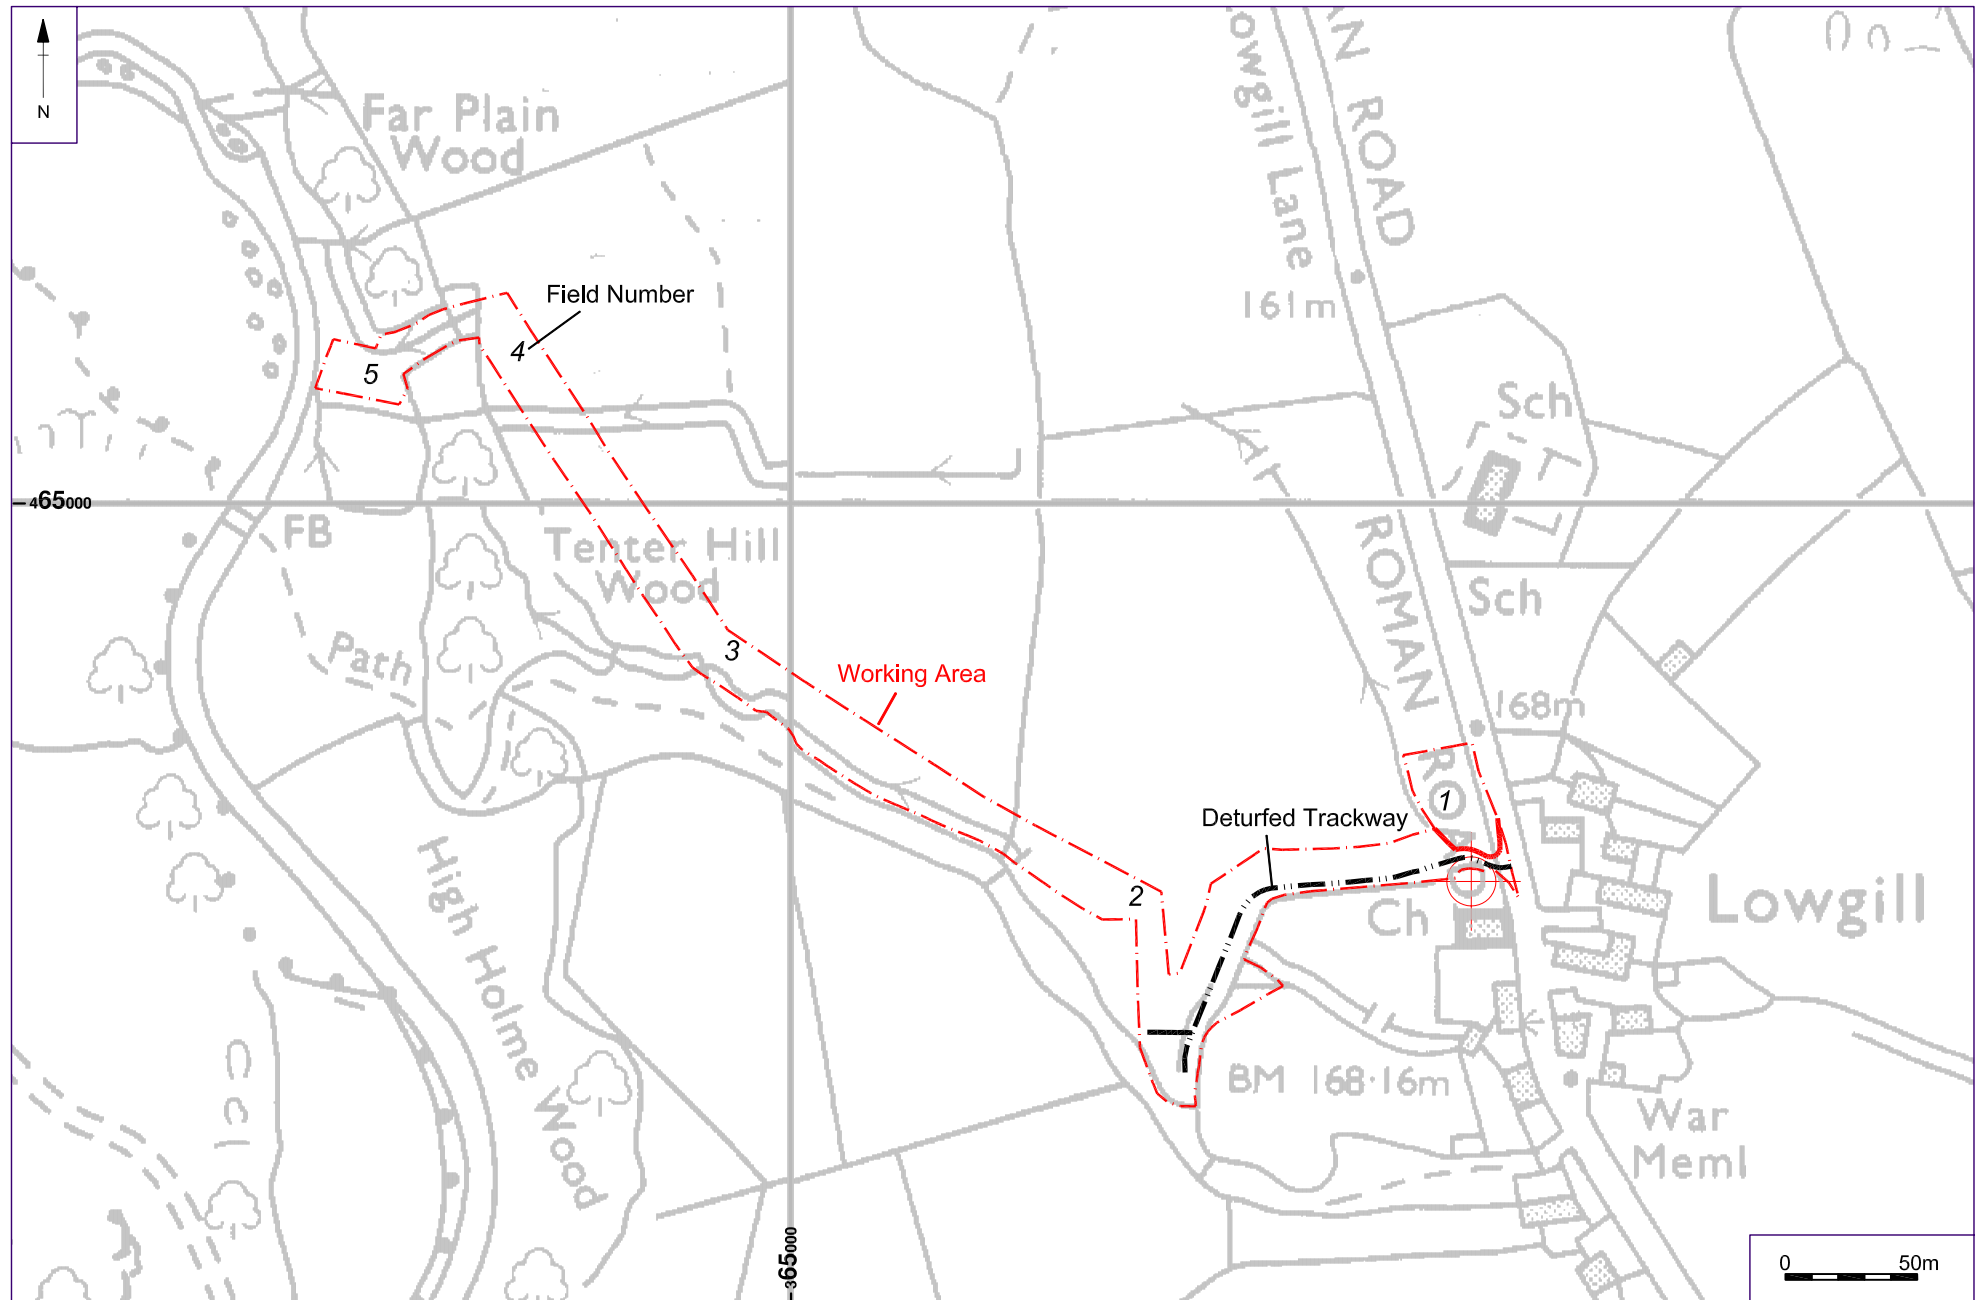 N
Far Plain
Wood
Lowgill Lane
ROAD
161m
Field Number
4
5
Sch
465000
FB
Tenter Hill
Wood
Sch
ROMAN
Path
3
Working Area
168m
ROA
1
Deturfed Trackway
2
Ch
Lowgill
High Holme Wood
BM 168·16m
War
Meml
365000
0 50m